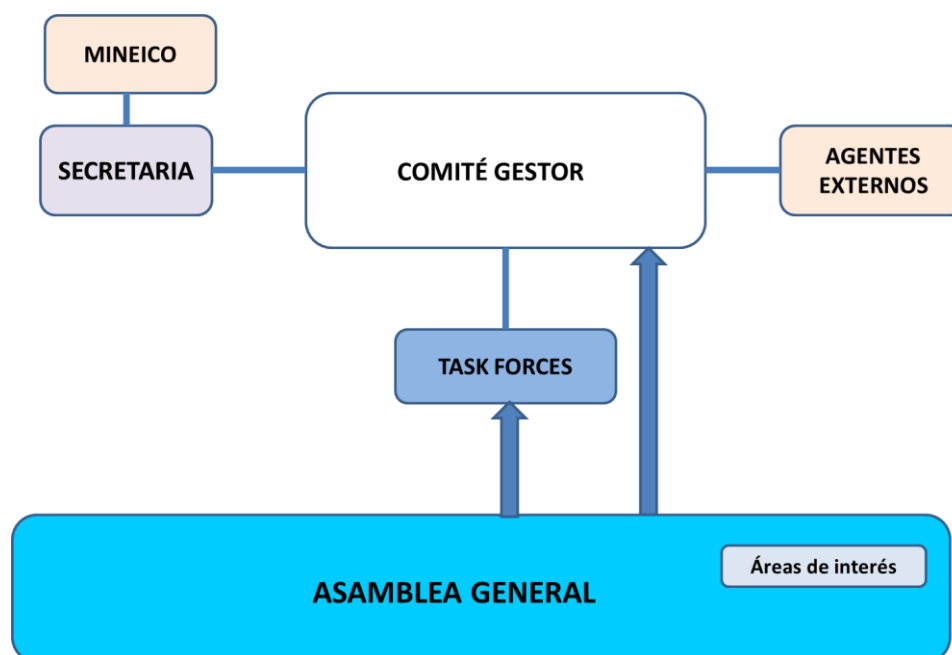 MINEICO
SECRETARIA
COMITÉ GESTOR
AGENTES
EXTERNOS
TASK FORCES
Áreas de interés
ASAMBLEA GENERAL